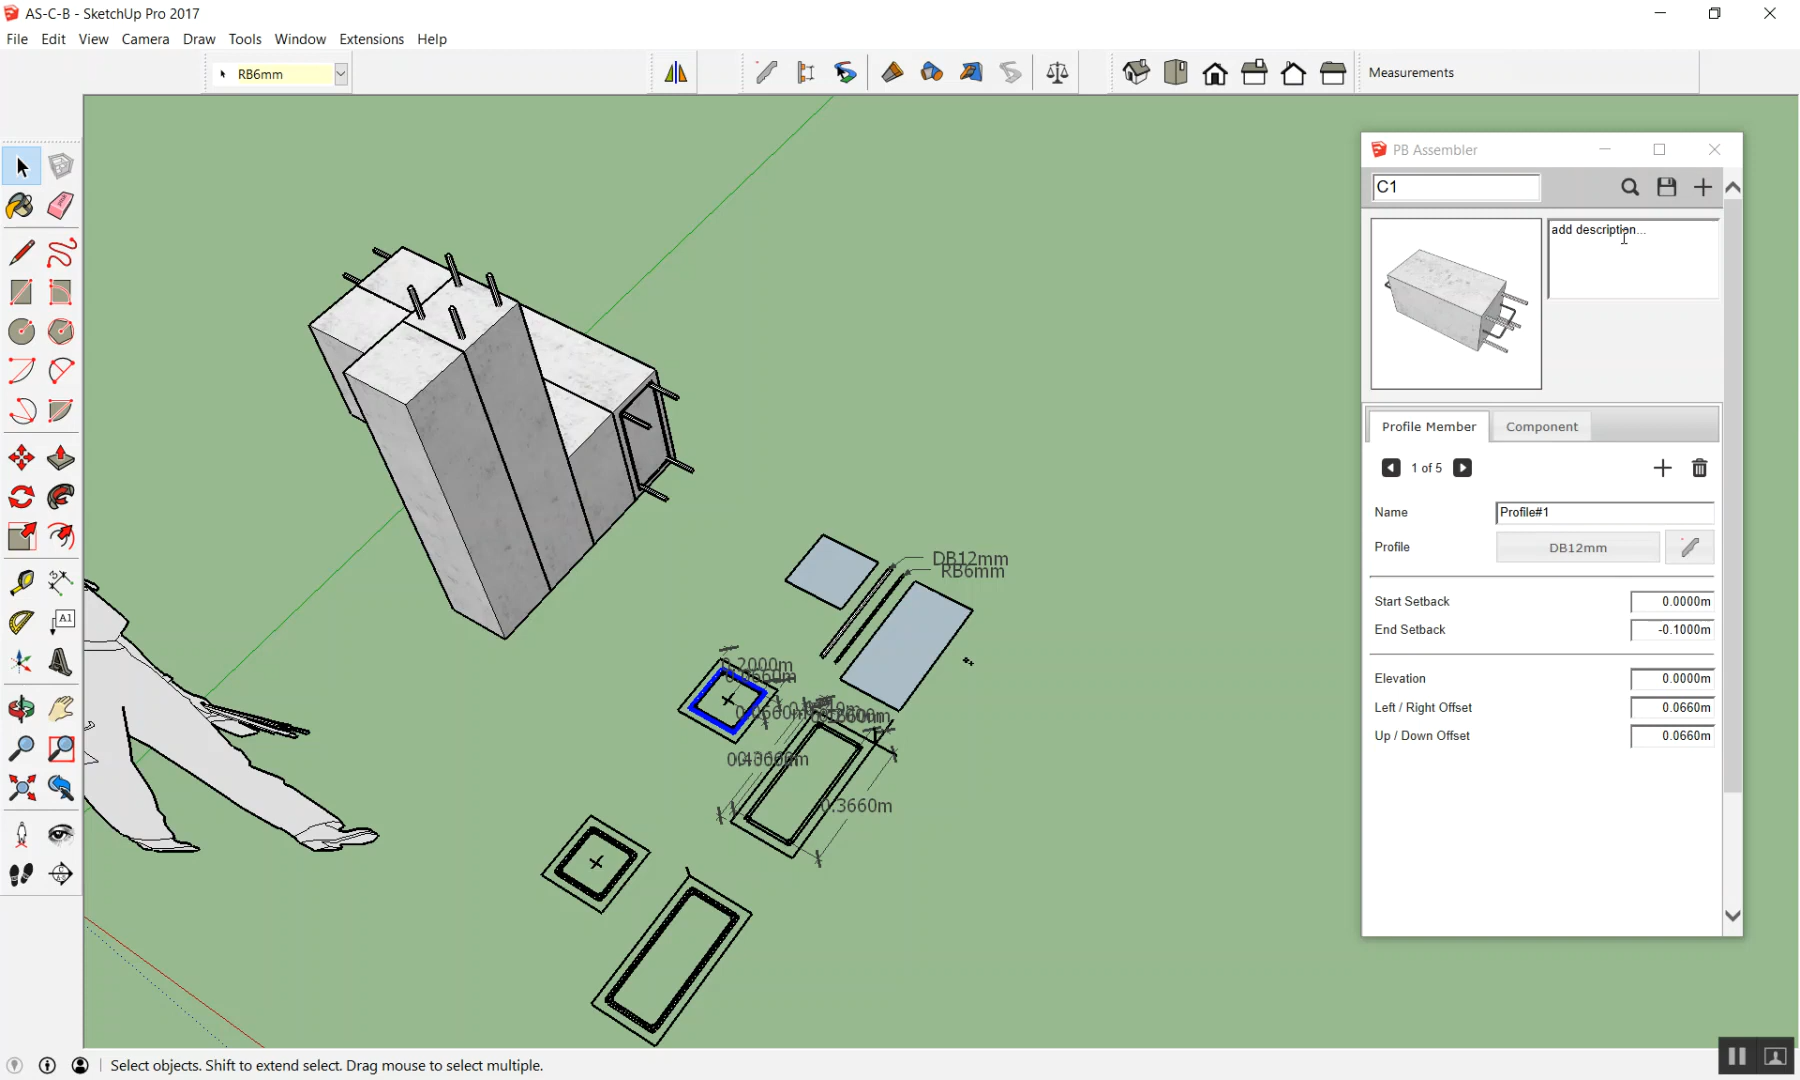 AS-C-B - SketchUp Pro 2017
File Edit View Camera Draw Tools Window Extensions Help
RB6mm
Measurements
PB Assembler
C1
add description...
Profile Member Component
1 of 5
Name Profile#1
Profile DB12mm
Start Setback 0.0000m
End Setback -0.1000m
Elevation 0.0000m
Left / Right Offset 0.0660m
Up / Down Offset 0.0660m
DB12mm
RB6mm
0.2000m
0.3660m
A1
Select objects. Shift to extend select. Drag mouse to select multiple.